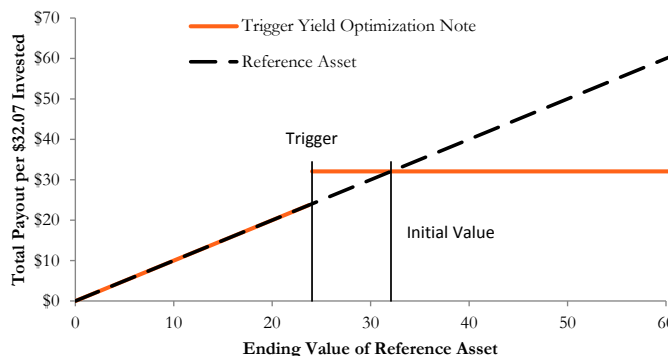 Trigger Yield Optimization Note
Reference Asset
Total Payout per $32.07 Invested
$70
$60
$50
$40
$30
$20
$10
$0
Trigger
Initial Value
0 10 20 30 40 50 60
Ending Value of Reference Asset